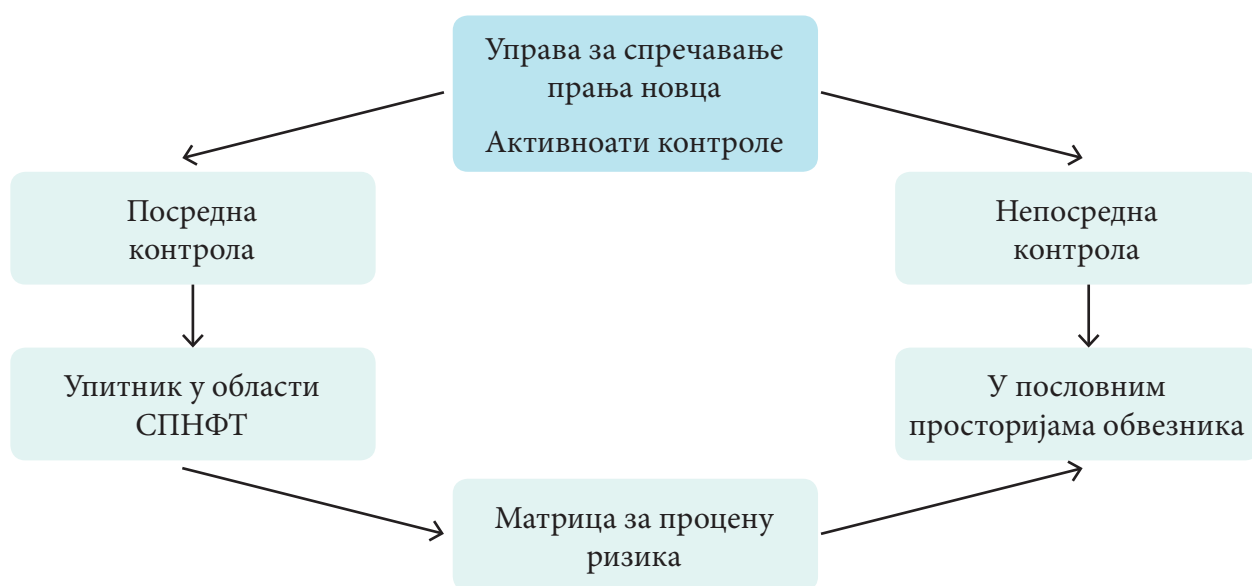 Управа за спречавање
прања новца
Активноати контроле
Посредна
контрола
Непосредна
контрола
Упитник у области
СПНФТ
У пословним
просторијама обвезника
Матрица за процену
ризика